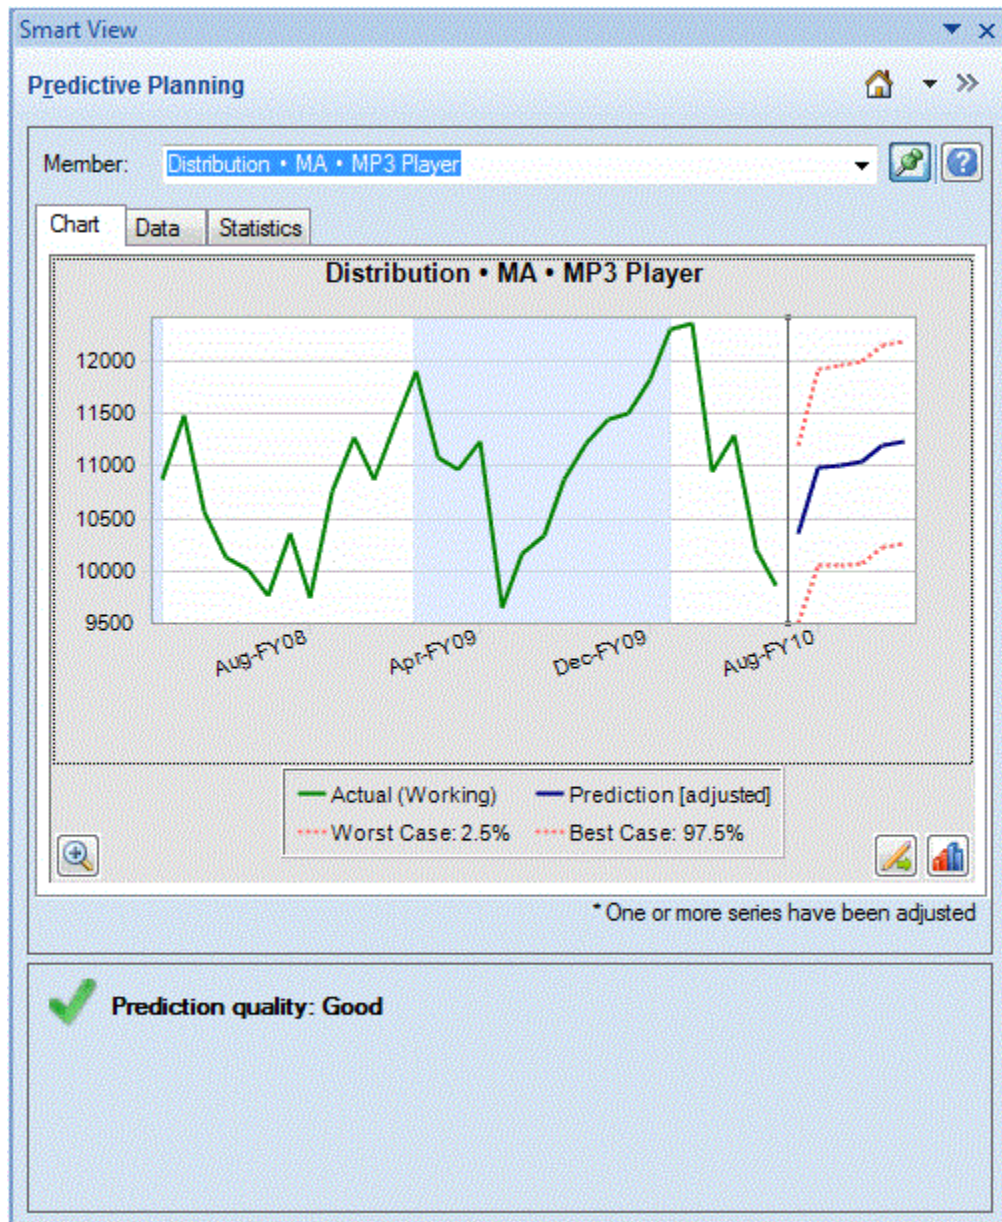 Smart View
Predictive Planning
Member: Distribution • MA • MP3 Player
Chart Data Statistics
Distribution • MA • MP3 Player
12000
11500
11000
10500
10000
9500
Aug-FY08 Apr-FY09 Dec-FY09 Aug-FY10
Actual (Working) Prediction [adjusted]
Worst Case: 2.5% Best Case: 97.5%
* One or more series have been adjusted
Prediction quality: Good